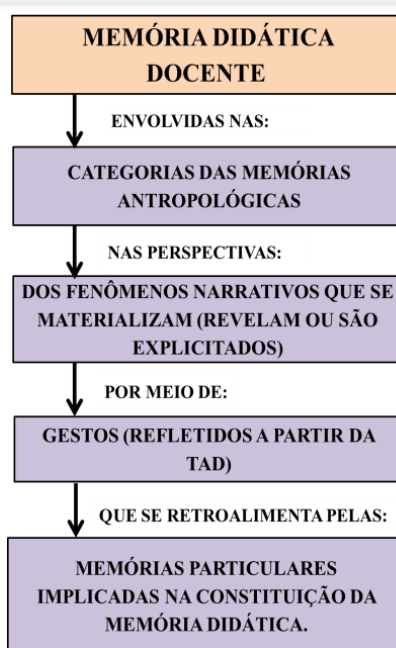 MEMÓRIA DIDÁTICA
DOCENTE
ENVOLVIDAS NAS:
CATEGORIAS DAS MEMÓRIAS
ANTROPOLÓGICAS
NAS PERSPECTIVAS:
DOS FENÔMENOS NARRATIVOS QUE SE
MATERIALIZAM (REVELAM OU SÃO
EXPLICITADOS)
POR MEIO DE:
GESTOS (REFLETIDOS A PARTIR DA
TAD)
QUE SE RETROALIMENTA PELAS:
MEMÓRIAS PARTICULARES
IMPLICADAS NA CONSTITUIÇÃO DA
MEMÓRIA DIDÁTICA.